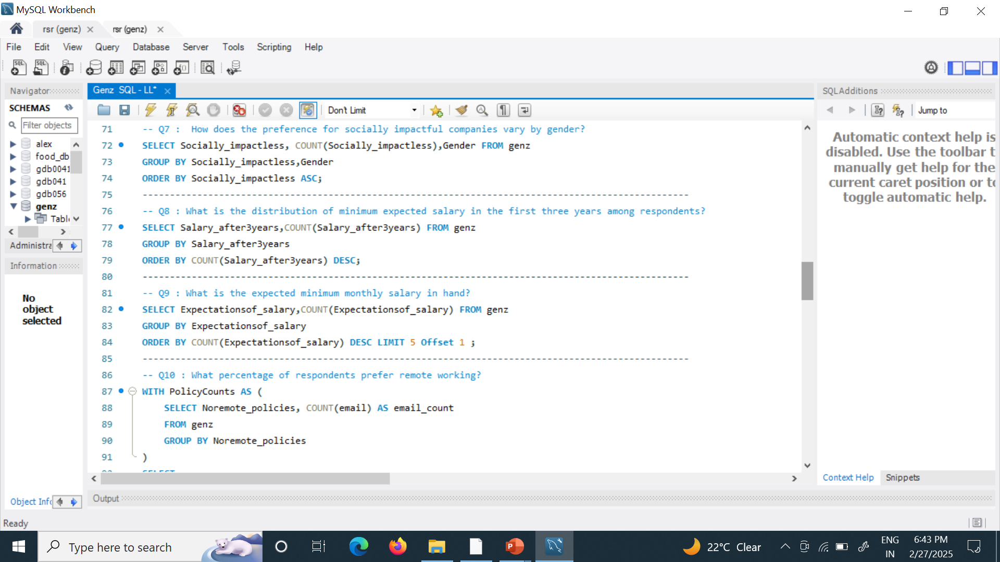 MySQL Workbench
rsr (genz)
rsr (genz)
File Edit View Query Database Server Tools Scripting Help
Navigator
SCHEMAS
Filter objects
alex
food_db
gdb0041
gdb041
gdb056
genz
Administra
Information
No
object
selected
Object Info
Genz SQL - LL*
Don't Limit
71 -- Q7 :  How does the preference for socially impactful companies vary by gender?
72 SELECT Socially_impactless, COUNT(Socially_impactless),Gender FROM genz
73 GROUP BY Socially_impactless,Gender
74 ORDER BY Socially_impactless ASC;
75 ----------------------------------------------------------------------------------------------------
76 -- Q8 : What is the distribution of minimum expected salary in the first three years among respondents?
77 SELECT Salary_after3years,COUNT(Salary_after3years) FROM genz
78 GROUP BY Salary_after3years
79 ORDER BY COUNT(Salary_after3years) DESC;
80 ----------------------------------------------------------------------------------------------------
81 -- Q9 : What is the expected minimum monthly salary in hand?
82 SELECT Expectationsof_salary,COUNT(Expectationsof_salary) FROM genz
83 GROUP BY Expectationsof_salary
84 ORDER BY COUNT(Expectationsof_salary) DESC LIMIT 5 Offset 1 ;
85 ----------------------------------------------------------------------------------------------------
86 -- Q10 : What percentage of respondents prefer remote working?
87 WITH PolicyCounts AS (
88 SELECT Noremote_policies, COUNT(email) AS email_count
89 FROM genz
90 GROUP BY Noremote_policies
91 )
Output
SQLAdditions
Jump to
Automatic context help is
disabled. Use the toolbar t
manually get help for the
current caret position or to
toggle automatic help.
Context Help Snippets
Ready
Type here to search
22°C Clear
ENG
IN
6:43 PM
2/27/2025